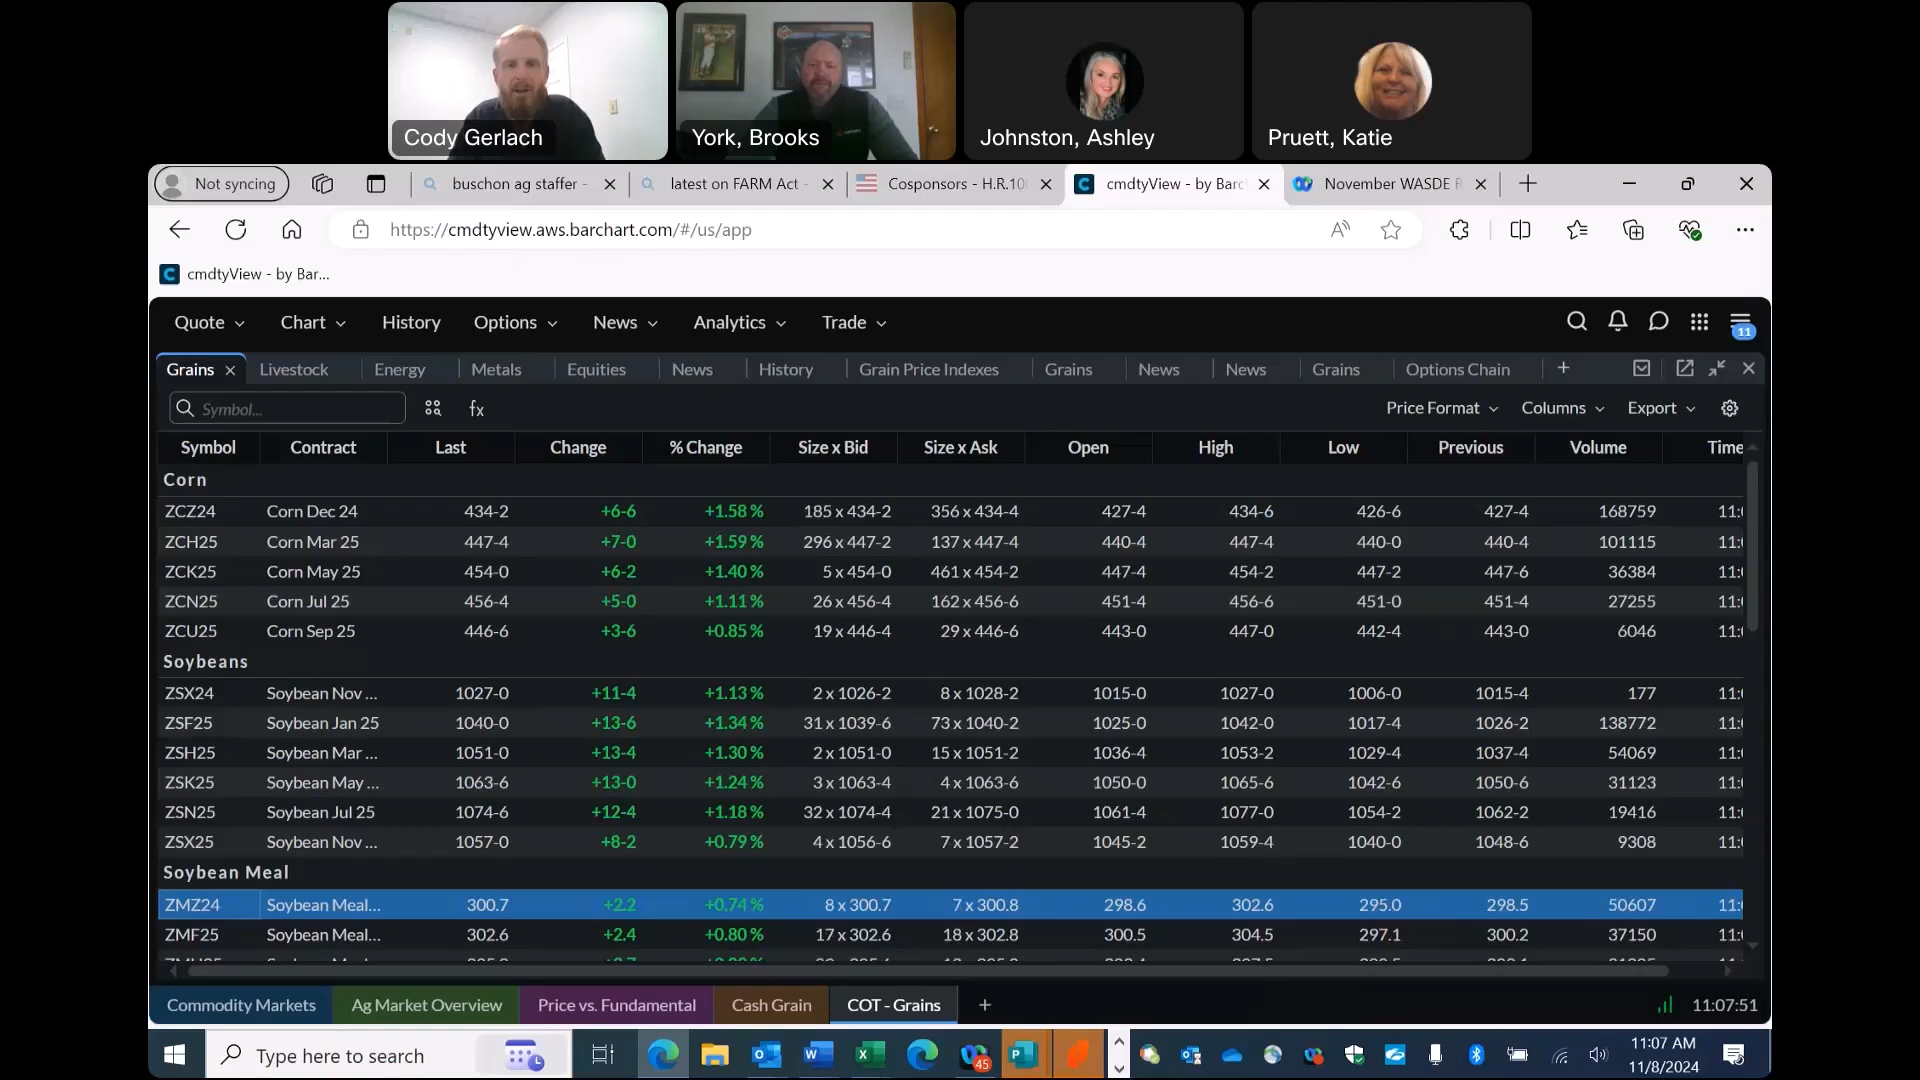 Cody Gerlach
York, Brooks
Johnston, Ashley
Pruett, Katie
Not syncing
buschon ag staffer -
latest on FARM Act -
Cosponsors - H.R.10
cmdtyView - by Barc
November WASDE R
https://cmdtyview.aws.barchart.com/#/us/app
cmdtyView - by Bar...
Quote Chart History Options News Analytics Trade
11
Grains Livestock Energy Metals Equities News History Grain Price Indexes Grains News News Grains Options Chain
Symbol... fx Price Format Columns Export
Symbol Contract Last Change % Change Size x Bid Size x Ask Open High Low Previous Volume Time
Corn
ZCZ24 Corn Dec 24 434-2 +6-6 +1.58 % 185 x 434-2 356 x 434-4 427-4 434-6 426-6 427-4 168759 11:
ZCH25 Corn Mar 25 447-4 +7-0 +1.59 % 296 x 447-2 137 x 447-4 440-4 447-4 440-0 440-4 101115 11:
ZCK25 Corn May 25 454-0 +6-2 +1.40 % 5 x 454-0 461 x 454-2 447-4 454-2 447-2 447-6 36384 11:
ZCN25 Corn Jul 25 456-4 +5-0 +1.11 % 26 x 456-4 162 x 456-6 451-4 456-6 451-0 451-4 27255 11:
ZCU25 Corn Sep 25 446-6 +3-6 +0.85 % 19 x 446-4 29 x 446-6 443-0 447-0 442-4 443-0 6046 11:
Soybeans
ZSX24 Soybean Nov ... 1027-0 +11-4 +1.13 % 2 x 1026-2 8 x 1028-2 1015-0 1027-0 1006-0 1015-4 177 11:
ZSF25 Soybean Jan 25 1040-0 +13-6 +1.34 % 31 x 1039-6 73 x 1040-2 1025-0 1042-0 1017-4 1026-2 138772 11:
ZSH25 Soybean Mar ... 1051-0 +13-4 +1.30 % 2 x 1051-0 15 x 1051-2 1036-4 1053-2 1029-4 1037-4 54069 11:
ZSK25 Soybean May ... 1063-6 +13-0 +1.24 % 3 x 1063-4 4 x 1063-6 1050-0 1065-6 1042-6 1050-6 31123 11:
ZSN25 Soybean Jul 25 1074-6 +12-4 +1.18 % 32 x 1074-4 21 x 1075-0 1061-4 1077-0 1054-2 1062-2 19416 11:
ZSX25 Soybean Nov ... 1057-0 +8-2 +0.79 % 4 x 1056-6 7 x 1057-2 1045-2 1059-4 1040-0 1048-6 9308 11:
Soybean Meal
ZMZ24 Soybean Meal... 300.7 +2.2 +0.74 % 8 x 300.7 7 x 300.8 298.6 302.6 295.0 298.5 50607 11:
ZMF25 Soybean Meal... 302.6 +2.4 +0.80 % 17 x 302.6 18 x 302.8 300.5 304.5 297.1 300.2 37150 11:
Commodity Markets Ag Market Overview Price vs. Fundamental Cash Grain COT - Grains 11:07:51
Type here to search
45
11:07 AM
11/8/2024